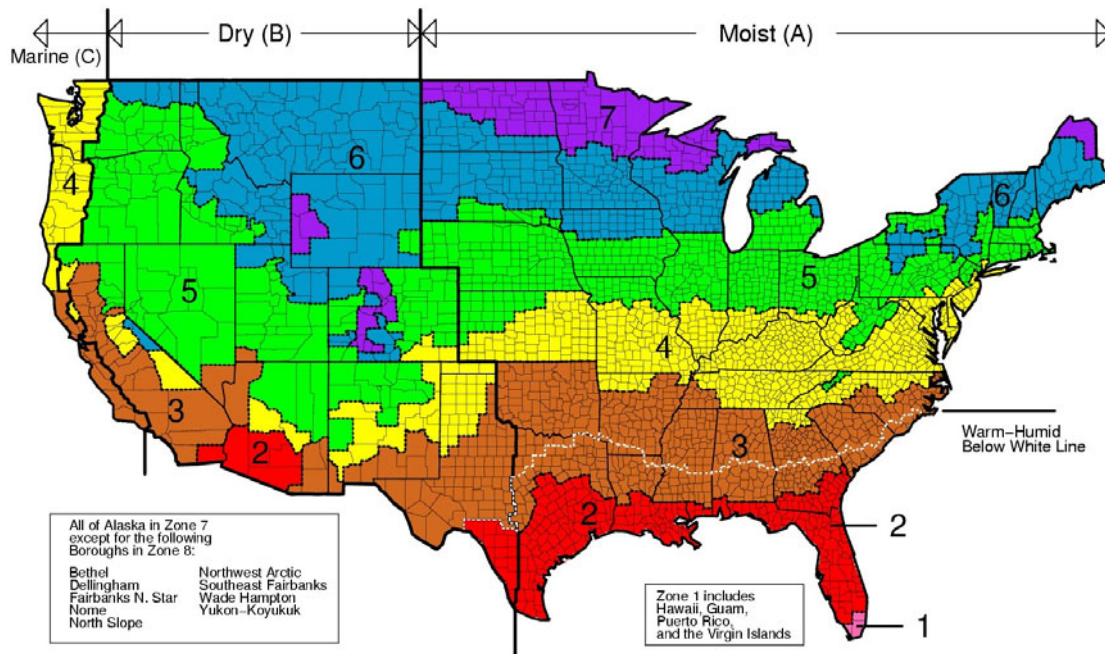 Marine (C)
Dry (B)
Moist (A)
7
6
4
6
5
5
4
3
3
2
Warm-Humid
Below White Line
2
2
1
All of Alaska in Zone 7
except for the following
Boroughs in Zone 8:
Bethel
Dellingham
Fairbanks N. Star
Nome
North Slope
Northwest Arctic
Southeast Fairbanks
Wade Hampton
Yukon-Koyukuk
Zone 1 includes
Hawaii, Guam,
Puerto Rico,
and the Virgin Islands